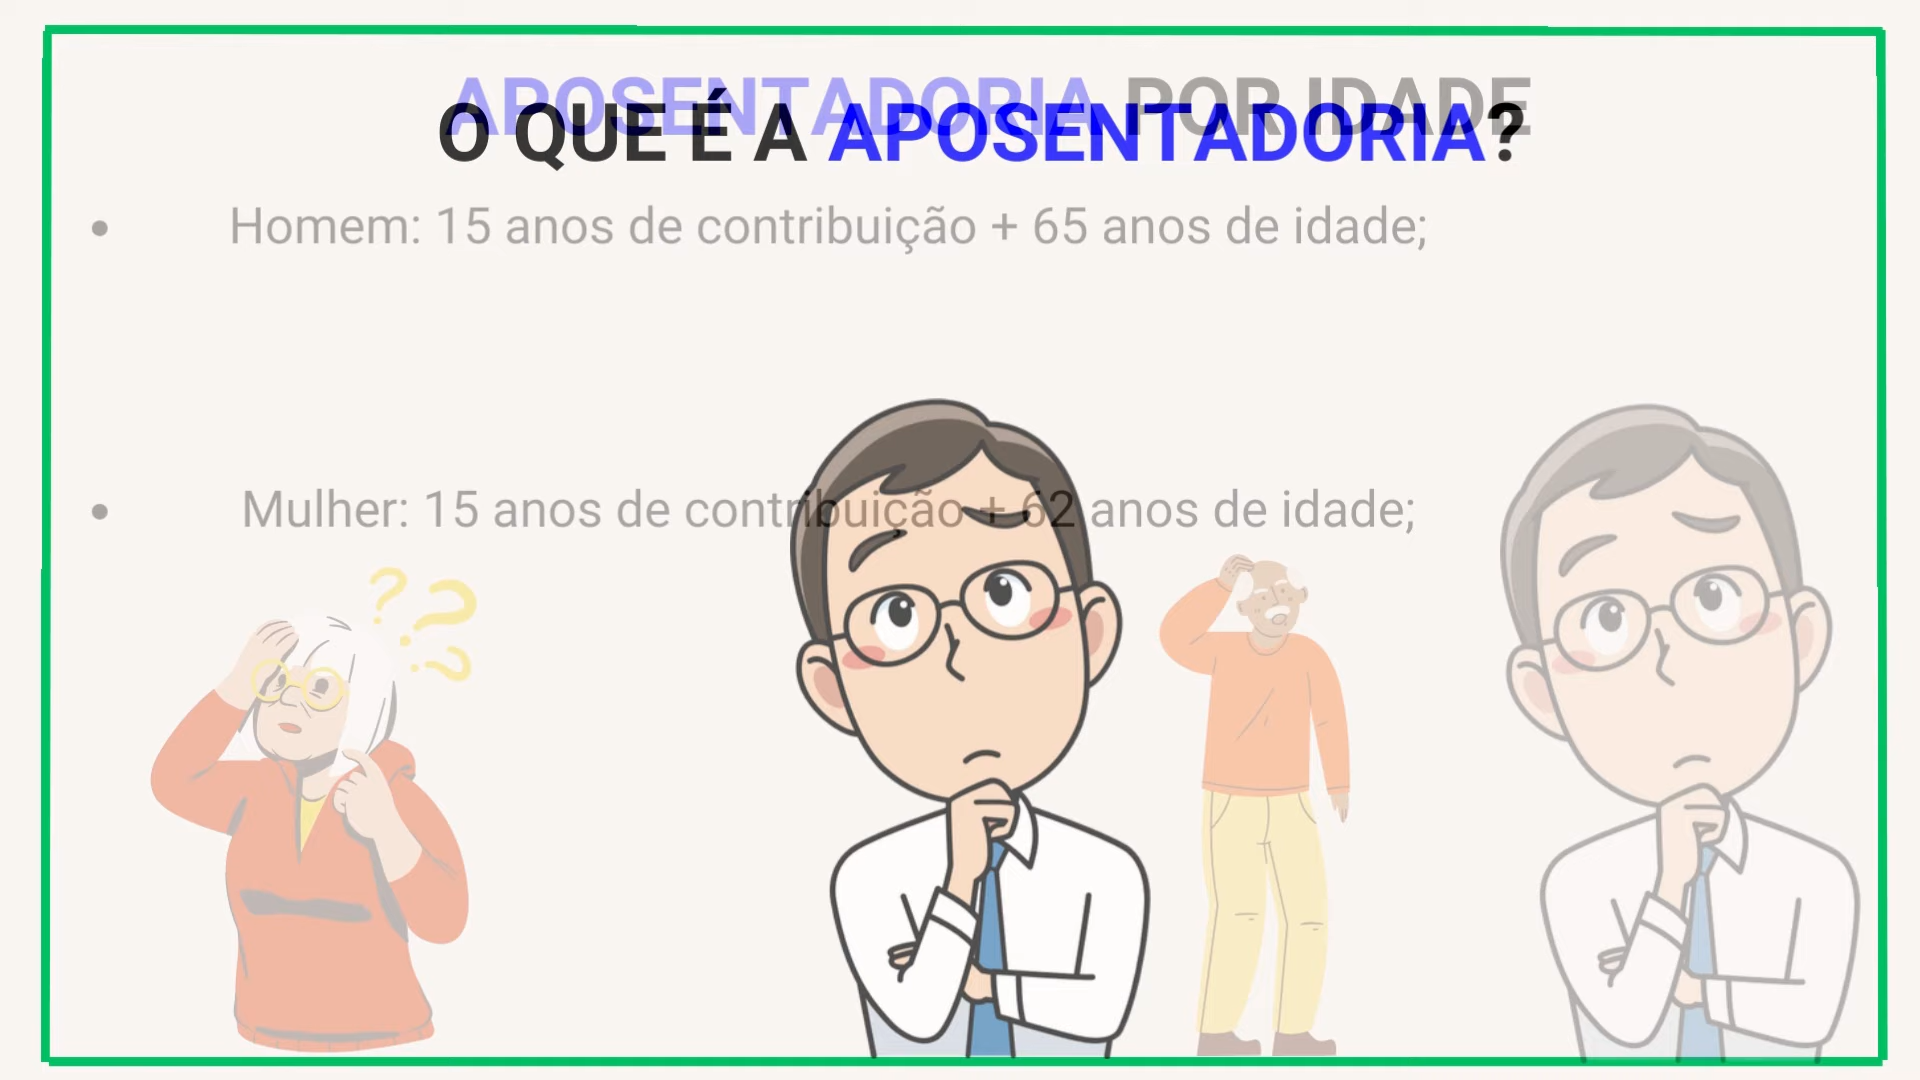 APOSENTADORIA POR IDADE
O QUE É A APOSENTADORIA?
• Homem: 15 anos de contribuição + 65 anos de idade;
• Mulher: 15 anos de contribuição + 62 anos de idade;
? ? ?